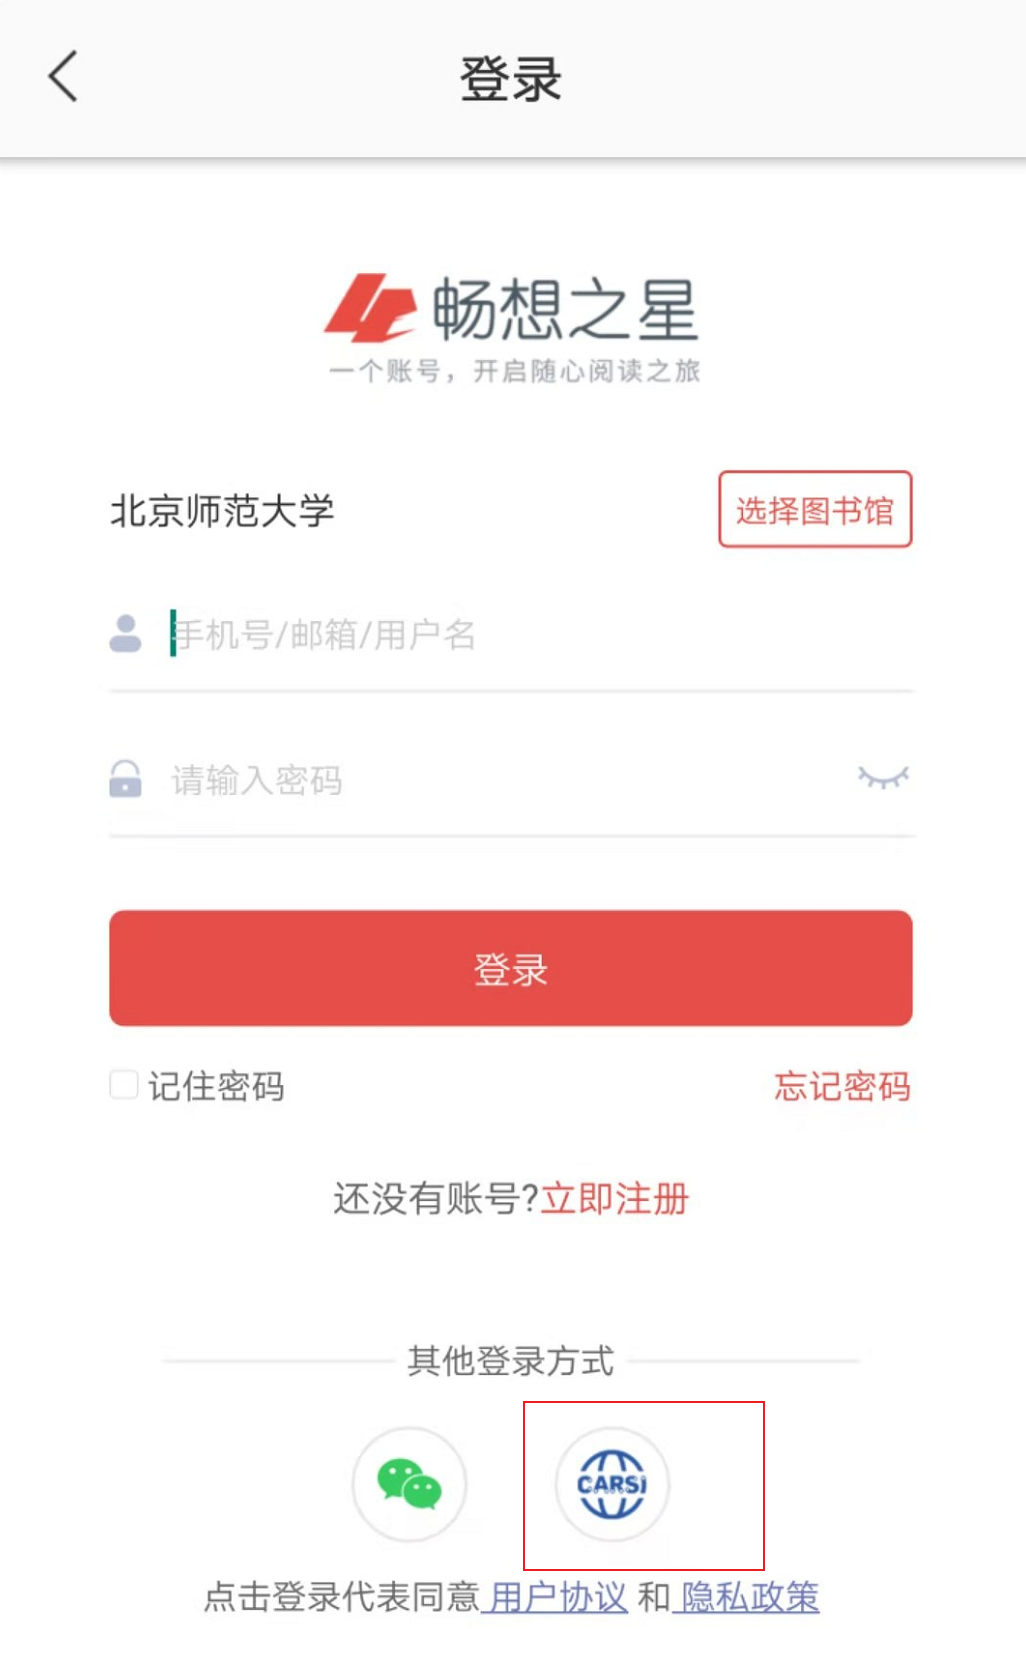 登录
畅想之星
一个账号，开启随心阅读之旅
北京师范大学 选择图书馆
手机号/邮箱/用户名
请输入密码
登录
记住密码 忘记密码
还没有账号?立即注册
其他登录方式
CARSI
点击登录代表同意 用户协议 和 隐私政策